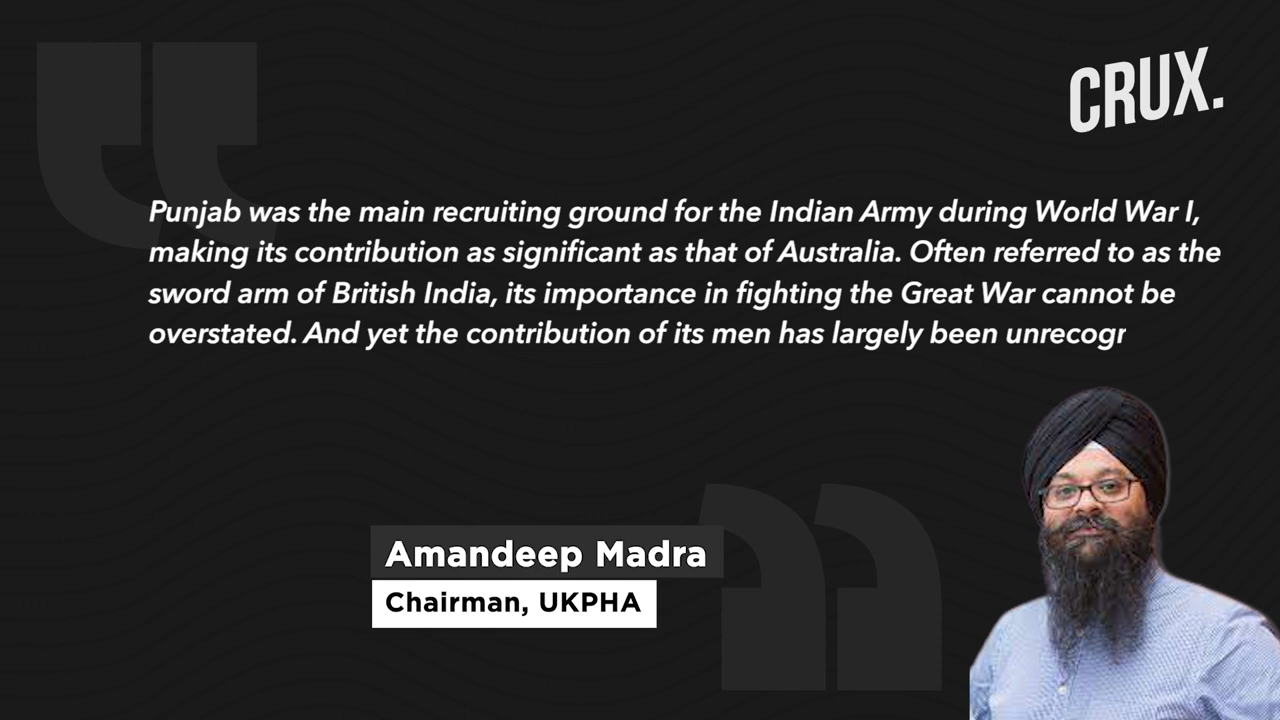 CRUX.
Punjab was the main recruiting ground for the Indian Army during World War I,
making its contribution as significant as that of Australia. Often referred to as the
sword arm of British India, its importance in fighting the Great War cannot be
overstated. And yet the contribution of its men has largely been unrecogr
Amandeep Madra
Chairman, UKPHA